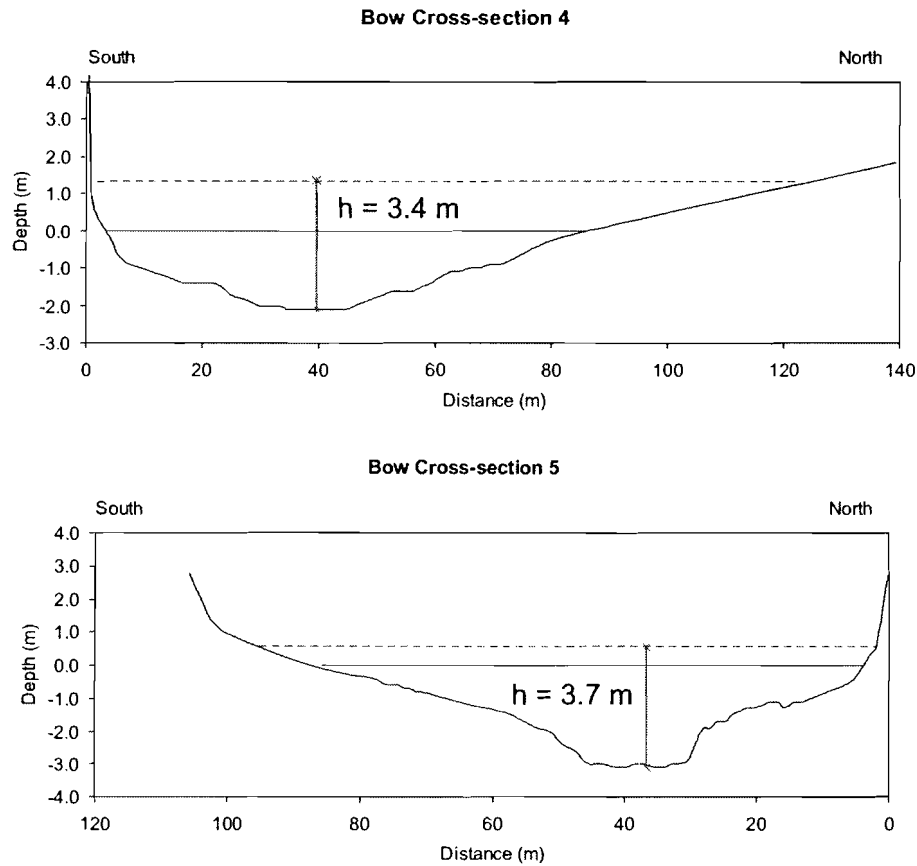 Bow Cross-section 4
South North
4.0
3.0
2.0
1.0
0.0
-1.0
-2.0
-3.0
Depth (m)
h = 3.4 m
0 20 40 60 80 100 120 140
Distance (m)
Bow Cross-section 5
South North
4.0
3.0
2.0
1.0
0.0
-1.0
-2.0
-3.0
-4.0
Depth (m)
h = 3.7 m
120 100 80 60 40 20 0
Distance (m)